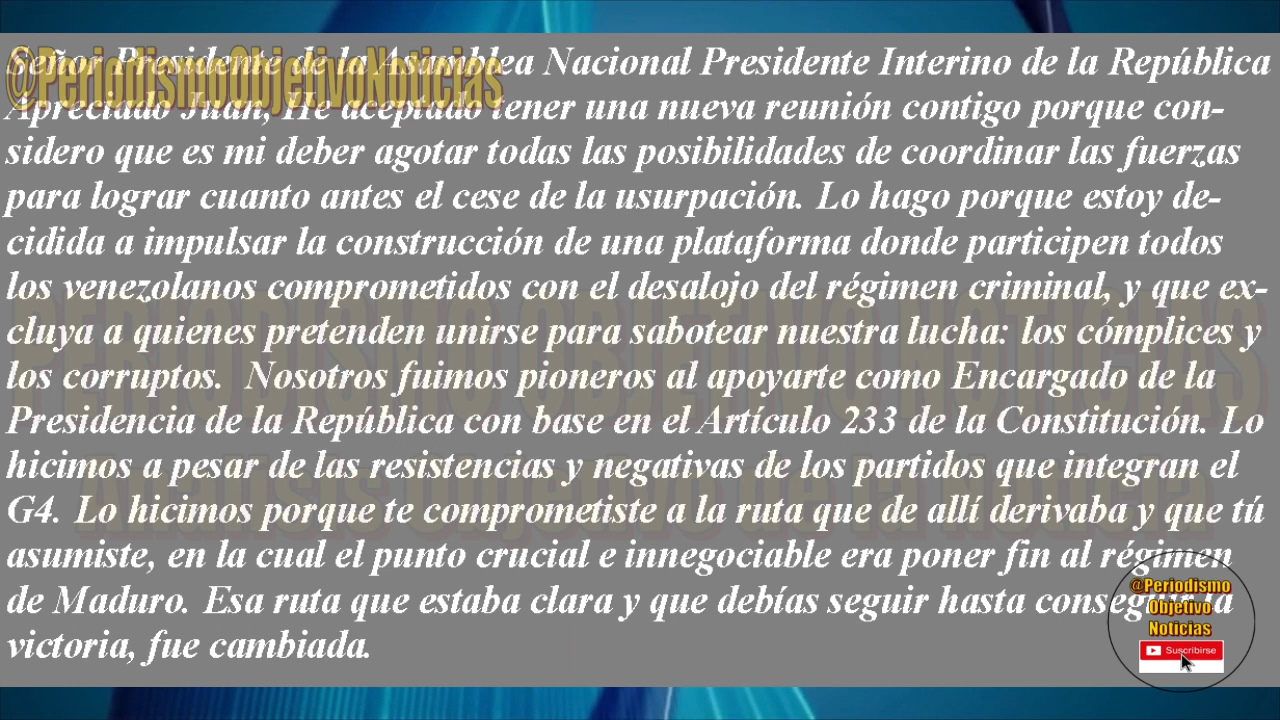 Señor Presidente de la Asamblea Nacional Presidente Interino de la República
@PeriodismoObjetivoNoticias
Apreciado Juan, He aceptado tener una nueva reunión contigo porque con-
sidero que es mi deber agotar todas las posibilidades de coordinar las fuerzas
para lograr cuanto antes el cese de la usurpación. Lo hago porque estoy de-
cidida a impulsar la construcción de una plataforma donde participen todos
los venezolanos comprometidos con el desalojo del régimen criminal, y que ex-
PERIODISMO OBJETIVO NOTICIAS
cluya a quienes pretenden unirse para sabotear nuestra lucha: los cómplices y
los corruptos. Nosotros fuimos pioneros al apoyarte como Encargado de la
Presidencia de la República con base en el Artículo 233 de la Constitución. Lo
hicimos a pesar de las resistencias y negativas de los partidos que integran el
Análisis Objetivo de la Noticia
G4. Lo hicimos porque te comprometiste a la ruta que de allí derivaba y que tú
asumiste, en la cual el punto crucial e innegociable era poner fin al régimen
de Maduro. Esa ruta que estaba clara y que debías seguir hasta conseguir la
victoria, fue cambiada.
@Periodismo
Objetivo
Noticias
Suscribirse